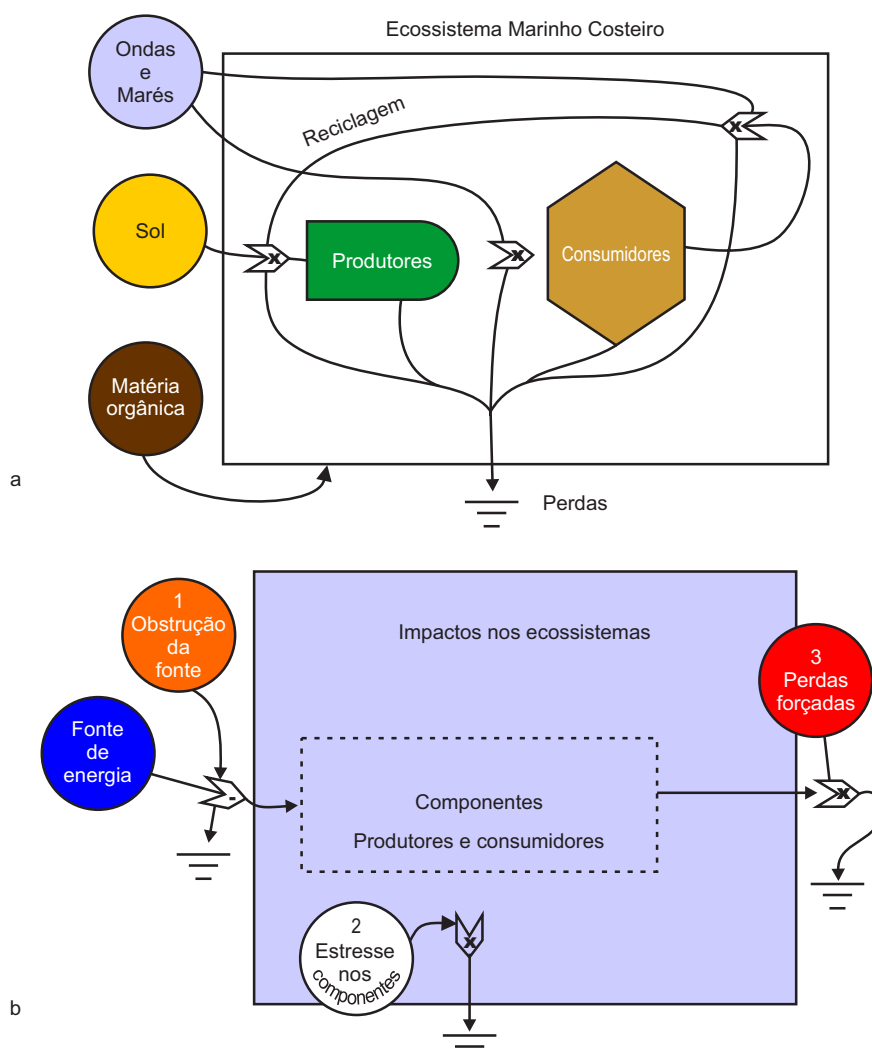 Ecossistema Marinho Costeiro
Ondas
e
Marés
Reciclagem
x
Sol
x
Produtores
x
Consumidores
Matéria
orgânica
a
Perdas
1
Obstrução
da
fonte
Impactos nos ecossistemas
3
Perdas
forçadas
Fonte
de
energia
-
x
Componentes
Produtores e consumidores
2
Estresse
nos
componentes
x
b